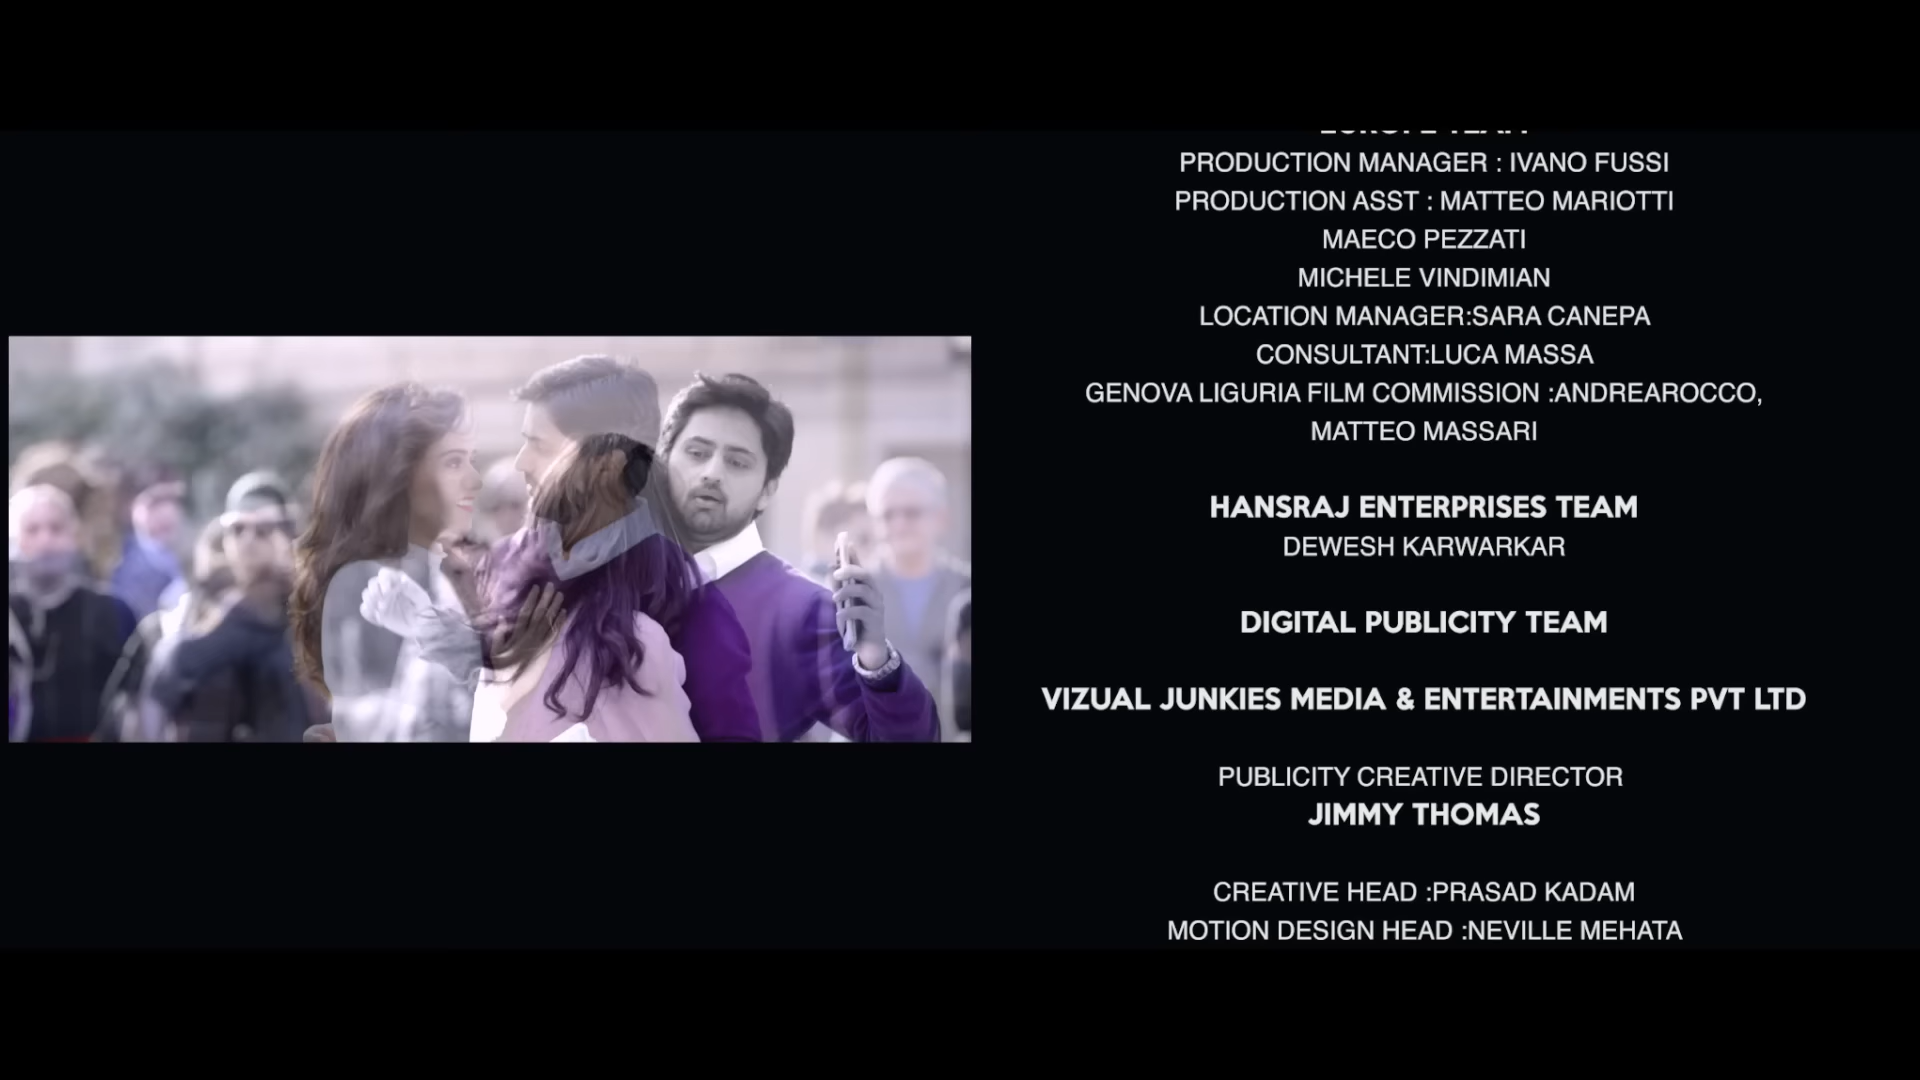 EUROPE TEAM
PRODUCTION MANAGER : IVANO FUSSI
PRODUCTION ASST : MATTEO MARIOTTI
MAECO PEZZATI
MICHELE VINDIMIAN
LOCATION MANAGER:SARA CANEPA
CONSULTANT:LUCA MASSA
GENOVA LIGURIA FILM COMMISSION :ANDREAROCCO,
MATTEO MASSARI
HANSRAJ ENTERPRISES TEAM
DEWESH KARWARKAR
DIGITAL PUBLICITY TEAM
VIZUAL JUNKIES MEDIA & ENTERTAINMENTS PVT LTD
PUBLICITY CREATIVE DIRECTOR
JIMMY THOMAS
CREATIVE HEAD :PRASAD KADAM
MOTION DESIGN HEAD :NEVILLE MEHATA